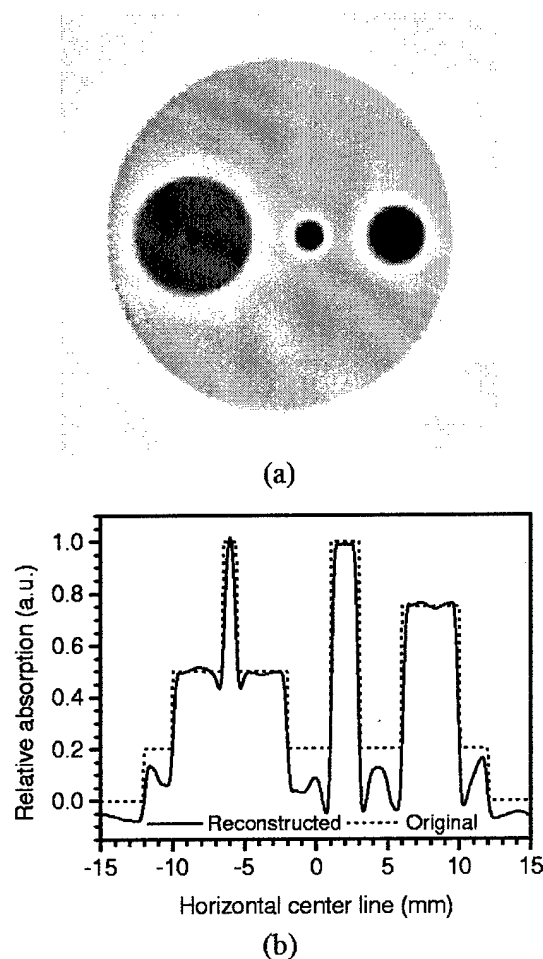 (a)
Relative absorption (a.u.)
1.0
0.8
0.6
0.4
0.2
0.0
Reconstructed
Original
-15
-10
-5
0
5
10
15
Horizontal center line (mm)
(b)